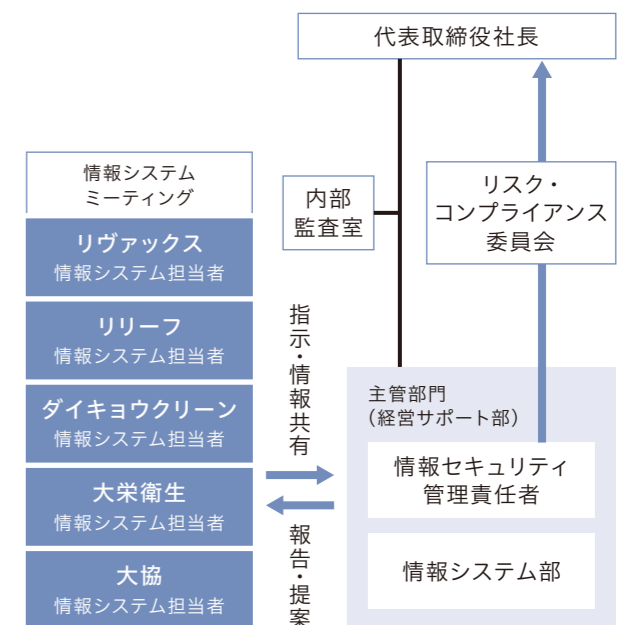 代表取締役社長
情報システム
ミーティング
リヴァックス
情報システム担当者
リリーフ
情報システム担当者
ダイキョウクリーン
情報システム担当者
大栄衛生
情報システム担当者
大協
情報システム担当者
内部
監査室
リスク・
コンプライアンス
委員会
指示・情報共有
報告・提案
主管部門
（経営サポート部）
情報セキュリティ
管理責任者
情報システム部